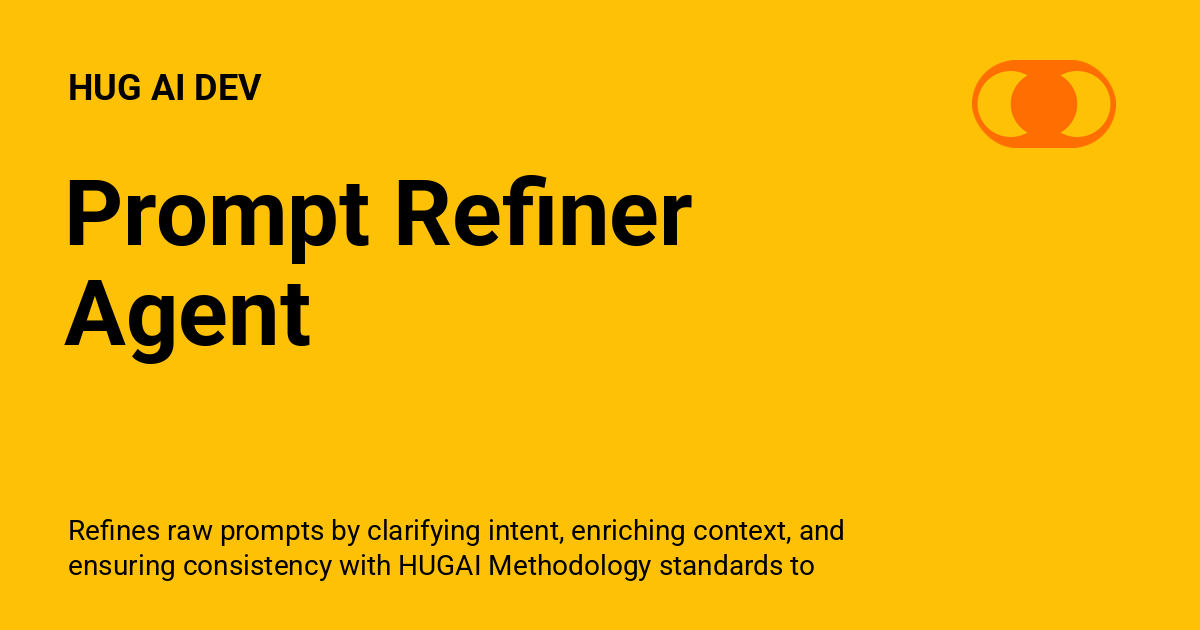 HUG AI DEV
Prompt Refiner
Agent
Refines raw prompts by clarifying intent, enriching context, and
ensuring consistency with HUGAI Methodology standards to